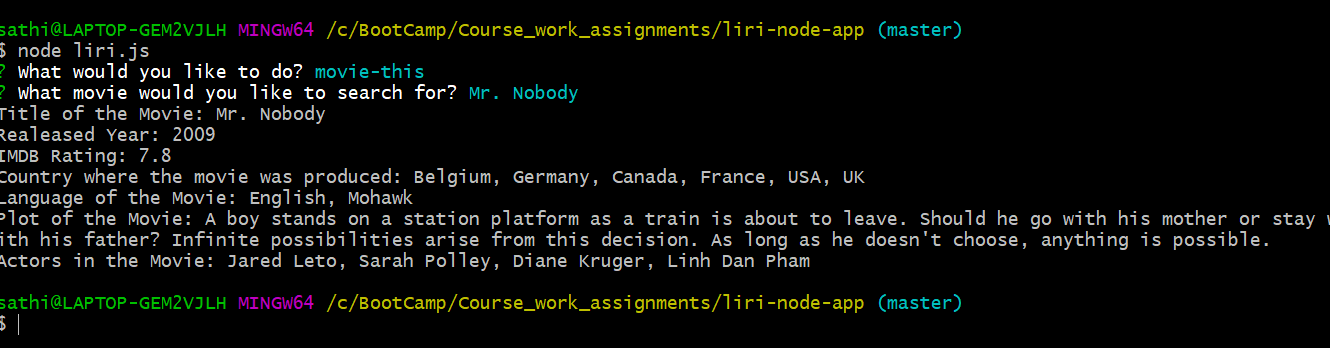 sathi@LAPTOP-GEM2VJLH MINGW64 /c/BootCamp/Course_work_assignments/liri-node-app (master)
$ node liri.js
? What would you like to do? movie-this
? What movie would you like to search for? Mr. Nobody
Title of the Movie: Mr. Nobody
Realeased Year: 2009
IMDB Rating: 7.8
Country where the movie was produced: Belgium, Germany, Canada, France, USA, UK
Language of the Movie: English, Mohawk
Plot of the Movie: A boy stands on a station platform as a train is about to leave. Should he go with his mother or stay w
ith his father? Infinite possibilities arise from this decision. As long as he doesn't choose, anything is possible.
Actors in the Movie: Jared Leto, Sarah Polley, Diane Kruger, Linh Dan Pham
sathi@LAPTOP-GEM2VJLH MINGW64 /c/BootCamp/Course_work_assignments/liri-node-app (master)
$